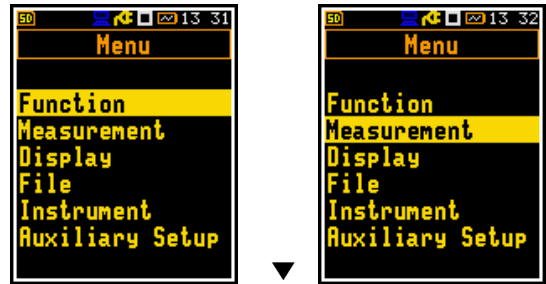 SD 13 31
Menu
Function
Measurement
Display
File
Instrument
Auxiliary Setup
SD 13 32
Menu
Function
Measurement
Display
File
Instrument
Auxiliary Setup